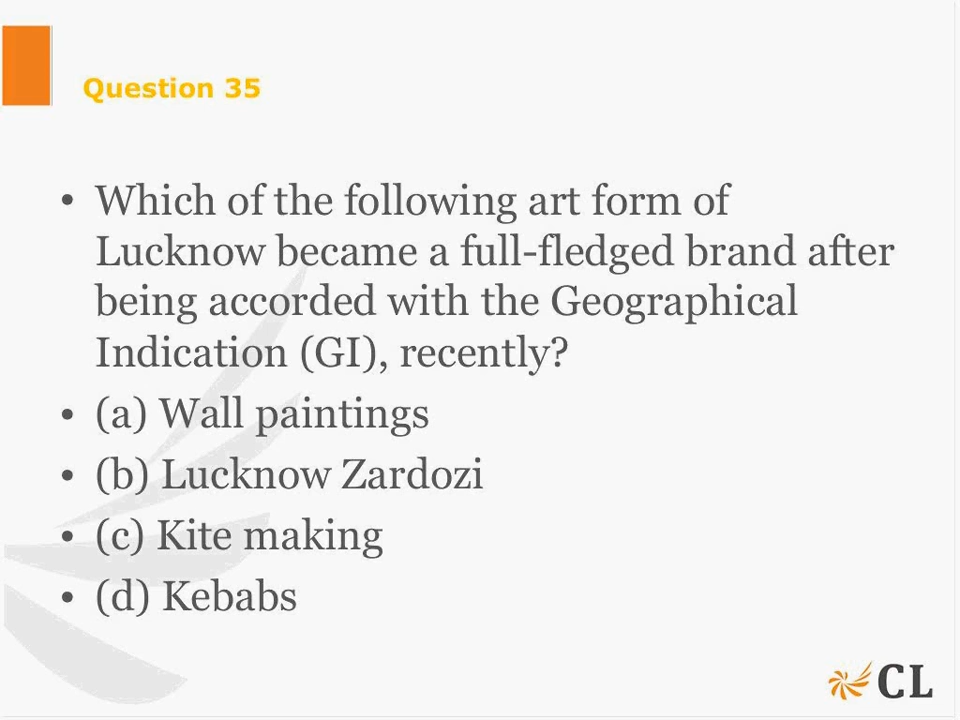 Question 35
• Which of the following art form of
Lucknow became a full-fledged brand after
being accorded with the Geographical
Indication (GI), recently?
• (a) Wall paintings
• (b) Lucknow Zardozi
• (c) Kite making
• (d) Kebabs
CL